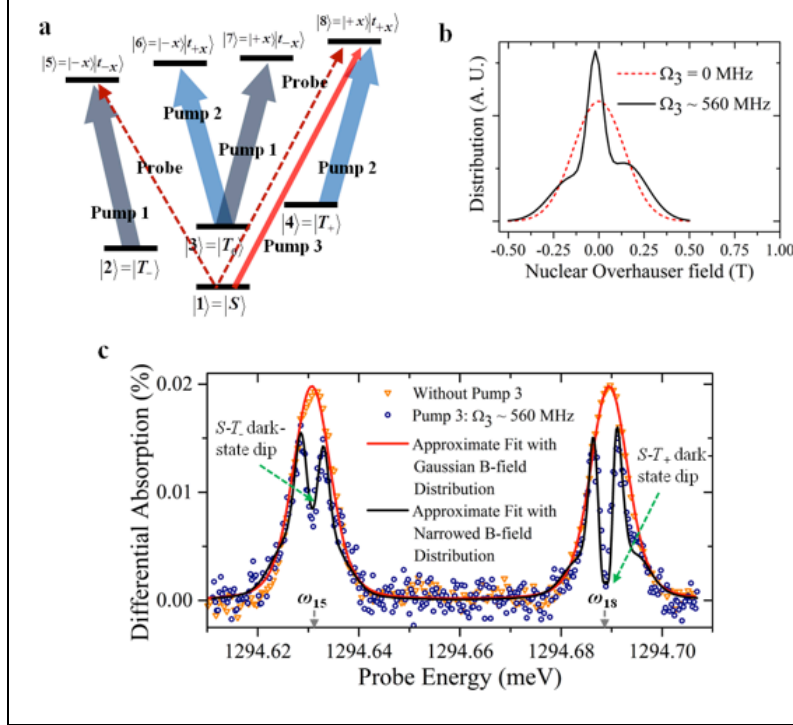 a
|5⟩=|−x⟩|t₋ₓ⟩
|6⟩=|−x⟩|t₊ₓ⟩
|7⟩=|+x⟩|t₋ₓ⟩
|8⟩=|+x⟩|t₊ₓ⟩
Probe
Pump 2
Probe
Pump 1
Pump 2
Pump 1
Pump 3
|2⟩=|T₋⟩
|3⟩=|T₀⟩
|4⟩=|T₊⟩
|1⟩=|S⟩
b
Distribution (A. U.)
Ω₃ = 0 MHz
Ω₃ ~ 560 MHz
-0.50 -0.25 0.00 0.25 0.50 0.75 1.00
Nuclear Overhauser field (T)
c
Differential Absorption (%)
0.02
0.01
0.00
S-T₋ dark-
state dip
Without Pump 3
Pump 3: Ω₃ ~ 560 MHz
Approximate Fit with
Gaussian B-field
Distribution
Approximate Fit with
Narrowed B-field
Distribution
S-T₊ dark-
state dip
ω₁₅
ω₁₈
1294.62 1294.64 1294.66 1294.68 1294.70
Probe Energy (meV)